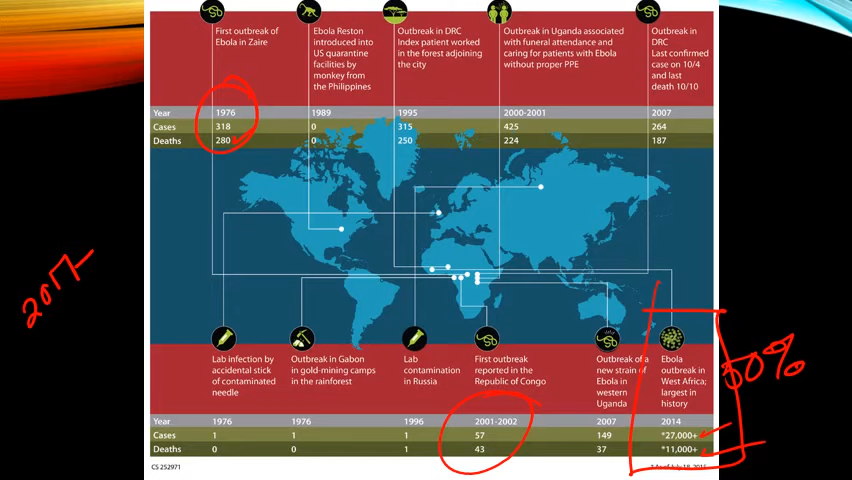 First outbreak of
Ebola in Zaire
Ebola Reston
introduced into
US quarantine
facilities by
monkey from
the Philippines
Outbreak in DRC
Index patient worked
in the forest adjoining
the city
Outbreak in Uganda associated
with funeral attendance and
caring for patients with Ebola
without proper PPE
Outbreak in
DRC
Last confirmed
case on 10/4
and last
death 10/10
Year 1976 1989 1995 2000-2001 2007
Cases 318 0 315 425 264
Deaths 280 0 250 224 187
2017
Lab infection by
accidental stick
of contaminated
needle
Outbreak in Gabon
in gold-mining camps
in the rainforest
Lab
contamination
in Russia
First outbreak
reported in the
Republic of Congo
Outbreak of a
new strain of
Ebola in
western
Uganda
Ebola
outbreak in
West Africa;
largest in
history
50%
Year 1976 1976 1996 2001-2002 2007 2014
Cases 1 1 1 57 149 *27,000+
Deaths 0 0 1 43 37 *11,000+
CS 252971
*As of July 18, 2015